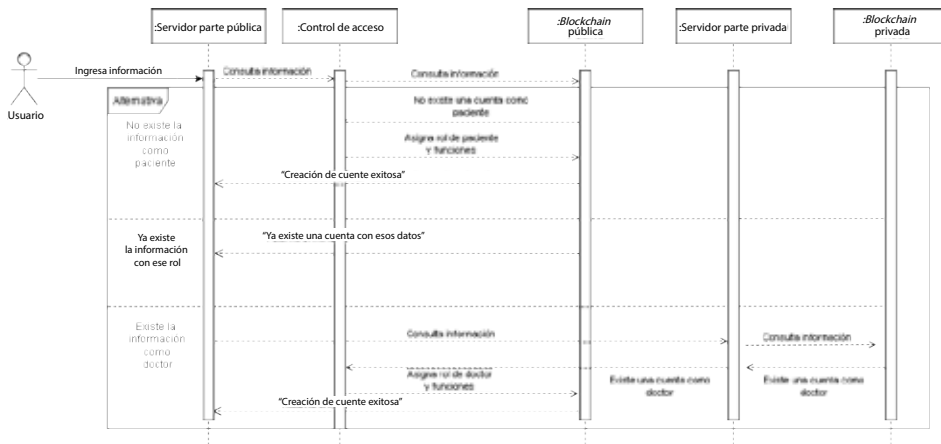 :Servidor parte pública
:Control de acceso
:Blockchain
pública
:Servidor parte privada
:Blockchain
privada
Usuario
Ingresa información
Consulta información
Consulta información
Alternativa
No existe la
información
como
paciente
No existe una cuenta como
paciente
Asigna rol de paciente
y funciones
“Creación de cuente exitosa”
Ya existe
la información
con ese rol
“Ya existe una cuenta con esos datos”
Existe la
información
como
doctor
Consulta información
Consulta información
Existe una cuenta como
doctor
Existe una cuenta como
doctor
Asigna rol de doctor
y funciones
“Creación de cuente exitosa”